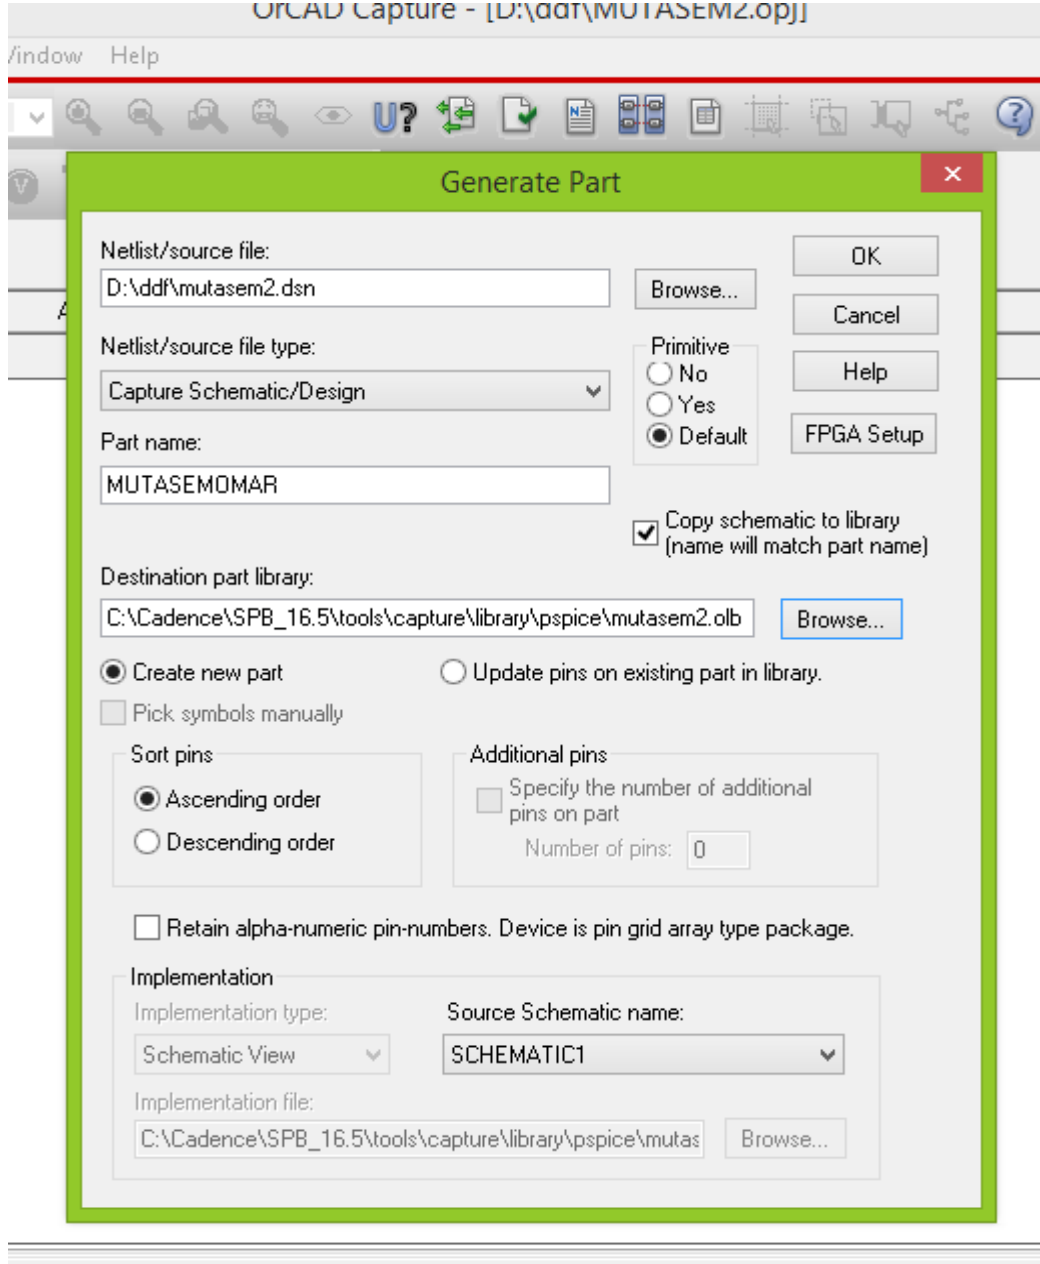 OrCAD Capture - [D:\ddf\MUTASEM2.opj]
Window Help
U?
V
Generate Part
Netlist/source file:
OK
D:\ddf\mutasem2.dsn
Browse...
Cancel
Netlist/source file type:
Primitive
No
Help
Capture Schematic/Design
Yes
Default
FPGA Setup
Part name:
MUTASEMOMAR
Copy schematic to library
(name will match part name)
Destination part library:
C:\Cadence\SPB_16.5\tools\capture\library\pspice\mutasem2.olb
Browse...
Create new part
Update pins on existing part in library.
Pick symbols manually
Sort pins
Additional pins
Ascending order
Specify the number of additional
pins on part
Descending order
Number of pins: 0
Retain alpha-numeric pin-numbers. Device is pin grid array type package.
Implementation
Implementation type:
Source Schematic name:
Schematic View
SCHEMATIC1
Implementation file:
C:\Cadence\SPB_16.5\tools\capture\library\pspice\mutas
Browse...